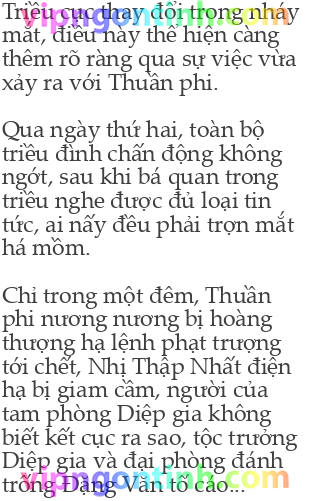 Triều cục thay đổi trong nháy
mắt, điều này thể hiện càng
thêm rõ ràng qua sự việc vừa
xảy ra với Thuần phi.
Qua ngày thứ hai, toàn bộ
triều đình chấn động không
ngớt, sau khi bá quan trong
triều nghe được đủ loại tin
tức, ai nấy đều phải trợn mắt
há mồm.
Chỉ trong một đêm, Thuần
phi nương nương bị hoàng
thượng hạ lệnh phạt trượng
tới chết, Nhị Thập Nhất điện
hạ bị giam cầm, người của
tam phòng Diệp gia không
biết kết cục ra sao, tộc trưởng
Diệp gia và đại phòng đánh
trống Đặng Văn tố cáo...
vipngontinh.com
vipngontinh.com